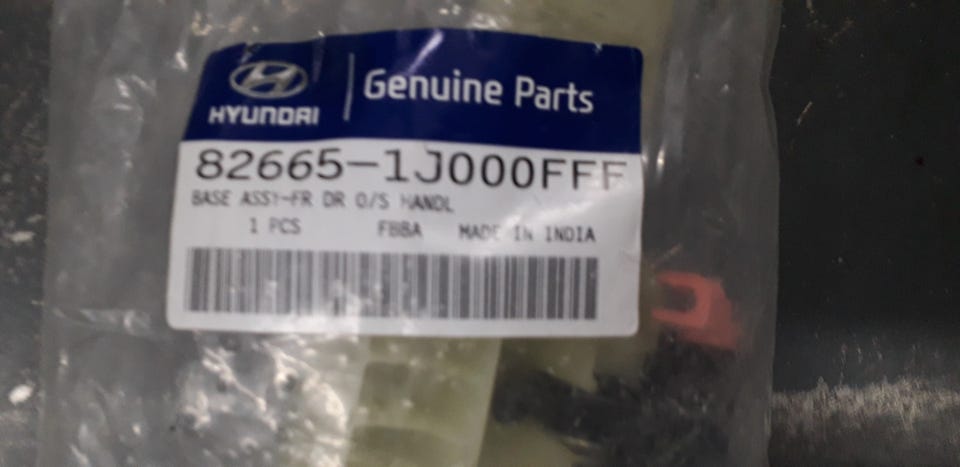 HYUNDAI
Genuine Parts
82665-1J000FFF
BASE ASSY-FR DR O/S HANDL
1 PCS FBBA MADE IN INDIA